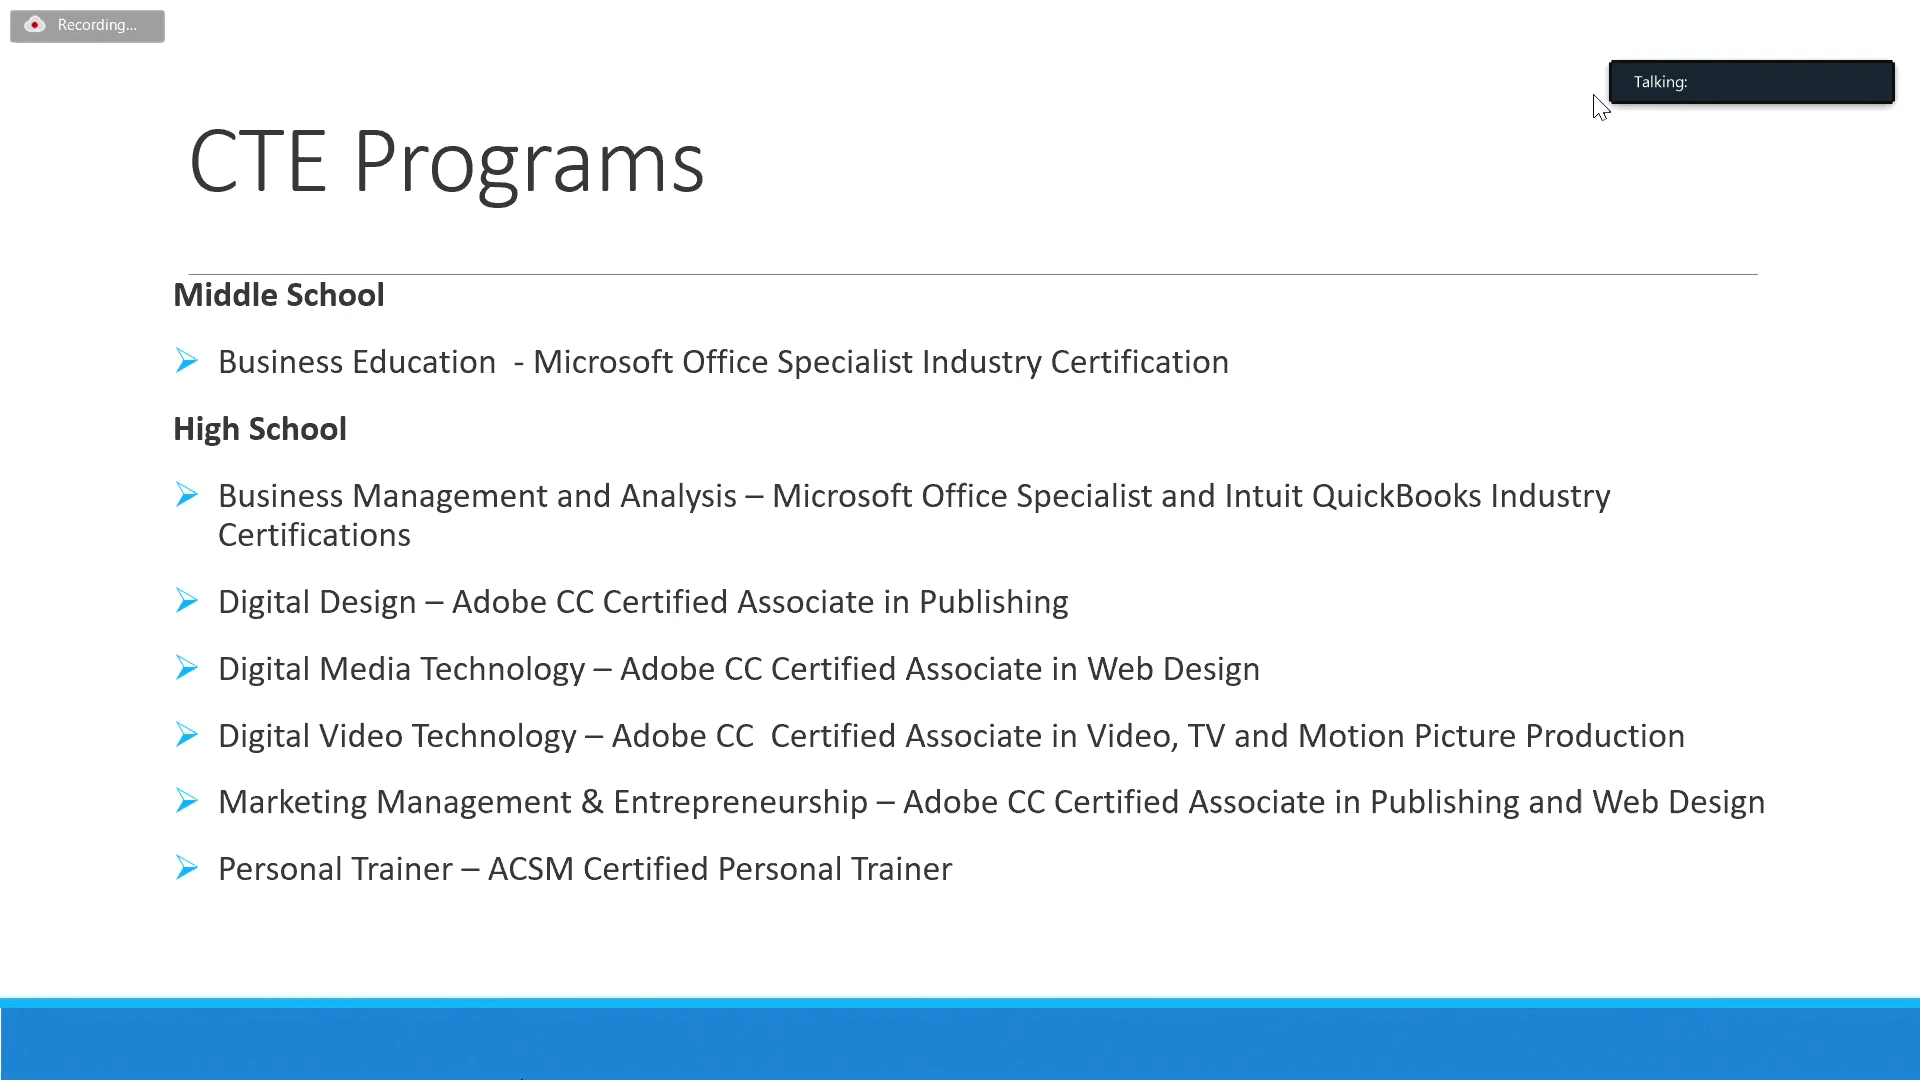 Recording...
Talking:
CTE Programs
Middle School
Business Education  - Microsoft Office Specialist Industry Certification
High School
Business Management and Analysis – Microsoft Office Specialist and Intuit QuickBooks Industry
Certifications
Digital Design – Adobe CC Certified Associate in Publishing
Digital Media Technology – Adobe CC Certified Associate in Web Design
Digital Video Technology – Adobe CC  Certified Associate in Video, TV and Motion Picture Production
Marketing Management & Entrepreneurship – Adobe CC Certified Associate in Publishing and Web Design
Personal Trainer – ACSM Certified Personal Trainer